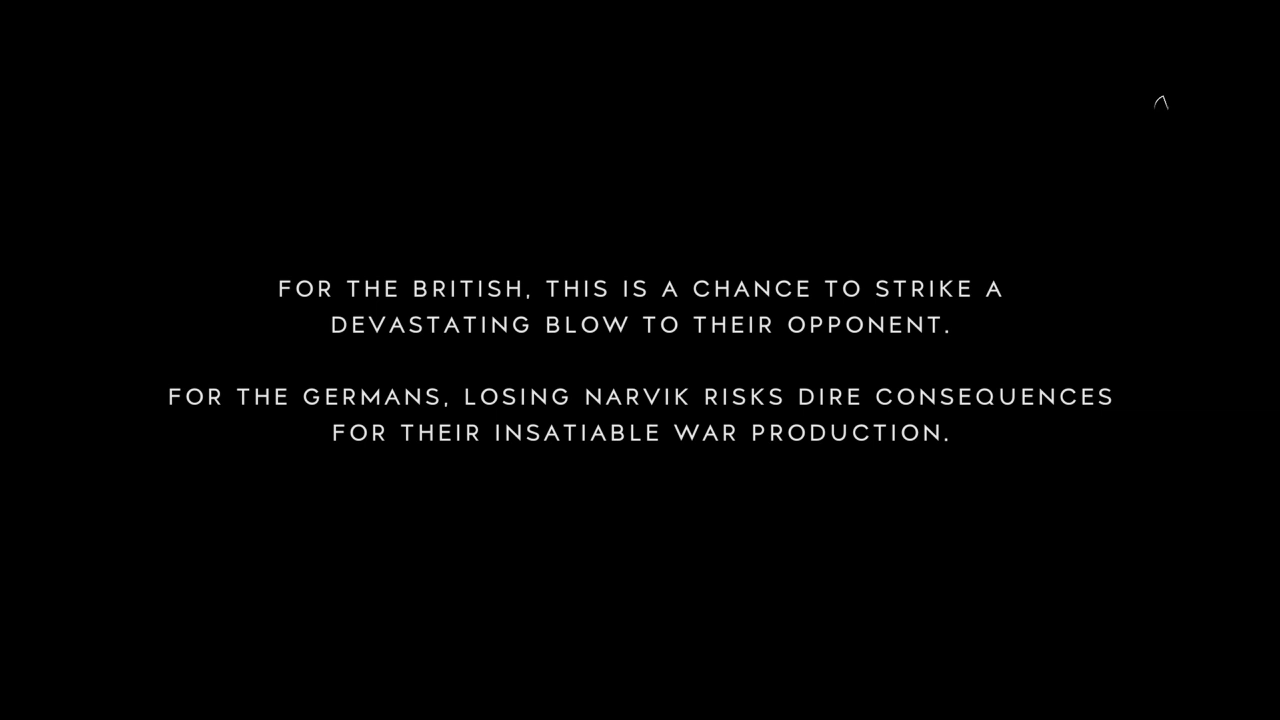 FOR THE BRITISH, THIS IS A CHANCE TO STRIKE A
DEVASTATING BLOW TO THEIR OPPONENT.
FOR THE GERMANS, LOSING NARVIK RISKS DIRE CONSEQUENCES
FOR THEIR INSATIABLE WAR PRODUCTION.